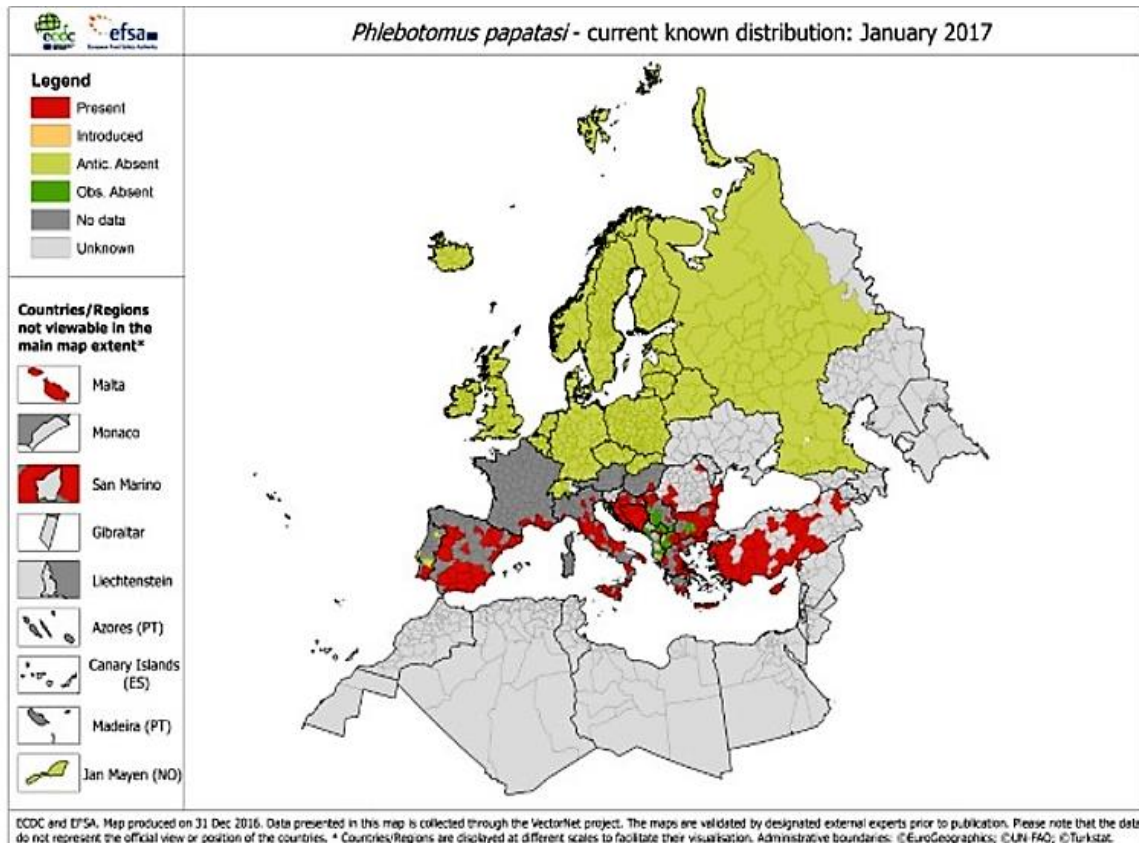 ecdc
efsa
European Food Safety Authority
Phlebotomus papatasi - current known distribution: January 2017
Legend
Present
Introduced
Antic. Absent
Obs. Absent
No data
Unknown
Countries/Regions
not viewable in the
main map extent*
Malta
Monaco
San Marino
Gibraltar
Liechtenstein
Azores (PT)
Canary Islands
(ES)
Madeira (PT)
Jan Mayen (NO)
ECDC and EFSA. Map produced on 31 Dec 2016. Data presented in this map is collected through the VectorNet project. The maps are validated by designated external experts prior to publication. Please note that the data
do not represent the official view or position of the countries. * Countries/Regions are displayed at different scales to facilitate their visualisation. Administrative boundaries: ©EuroGeographics; ©UN-FAO; ©Turkstat.